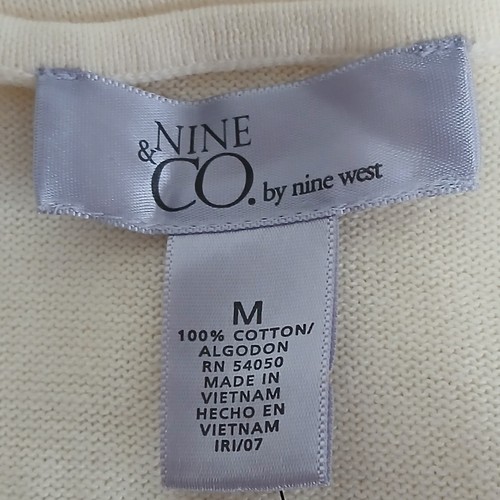 NINE
& CO. by nine west
M
100% COTTON/
ALGODON
RN 54050
MADE IN
VIETNAM
HECHO EN
VIETNAM
IRI/07